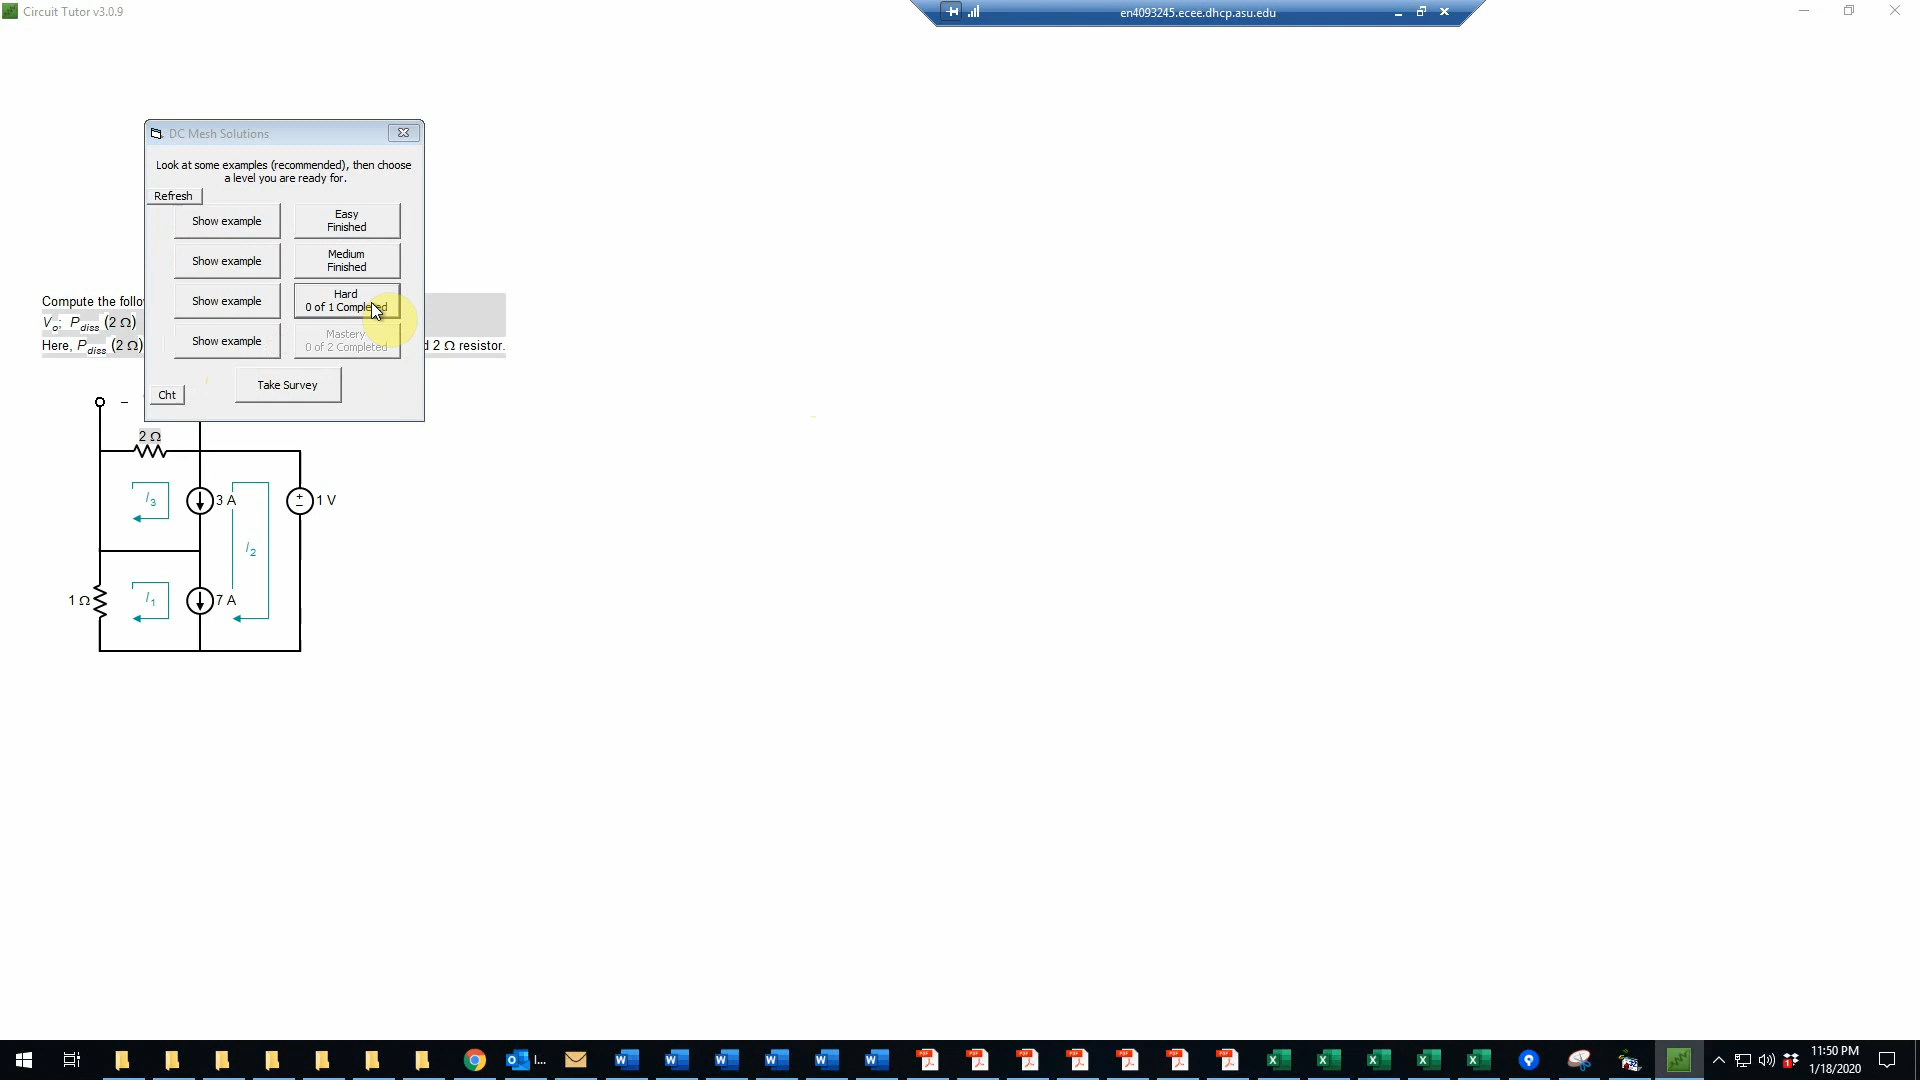 Circuit Tutor v3.0.9
en4093245.ecee.dhcp.asu.edu
DC Mesh Solutions
Look at some examples (recommended), then choose
a level you are ready for.
Refresh
Show example
Easy
Finished
Show example
Medium
Finished
Show example
Hard
0 of 1 Completed
Show example
Mastery
0 of 2 Completed
Take Survey
Cht
Compute the follo
Vo; Pdiss (2 Ω)
Here, Pdiss (2 Ω)
d 2 Ω resistor.
−
2 Ω
I3
3 A
+
−
1 V
I2
1 Ω
I1
7 A
I...
11:50 PM
1/18/2020